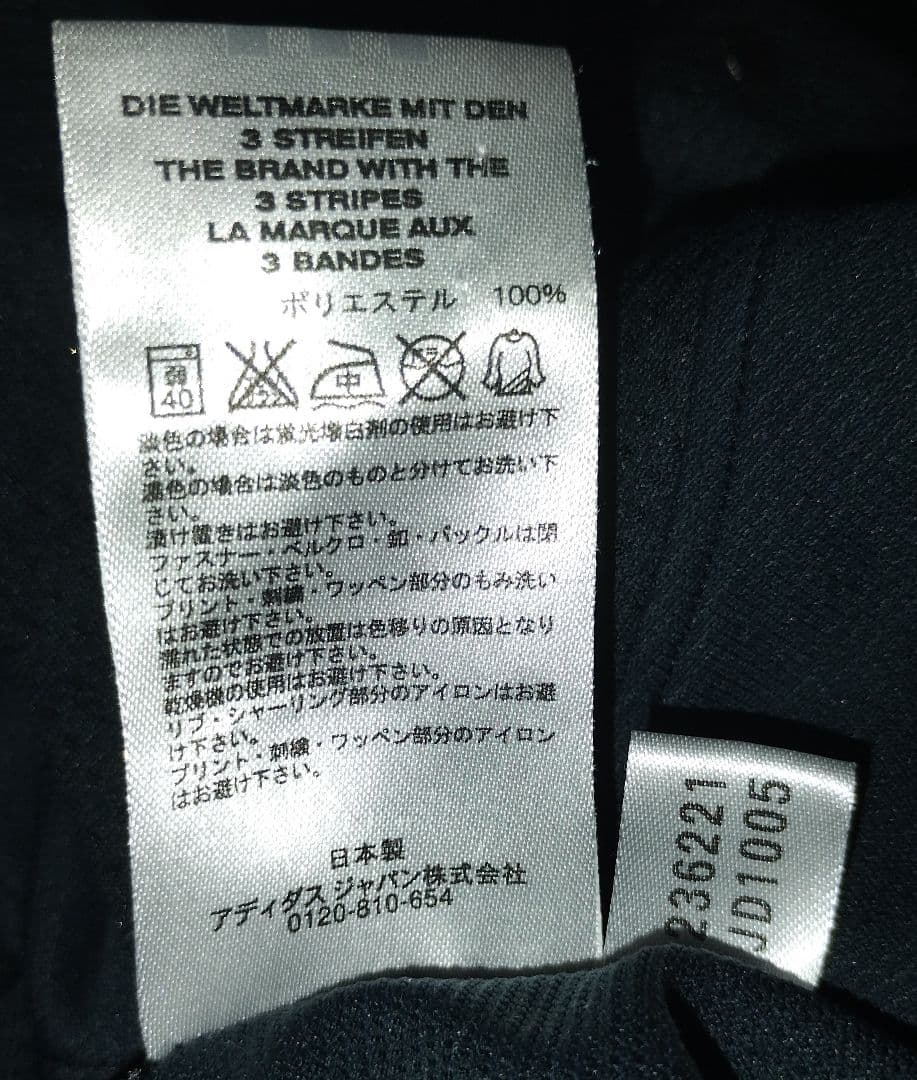 DIE WELTMARKE MIT DEN
3 STREIFEN
THE BRAND WITH THE
3 STRIPES
LA MARQUE AUX
3 BANDES
ポリエステル 100%
弱
40
エンソ
サラシ
中
ドライ
淡色の場合は蛍光増白剤の使用はお避け下
さい。
濃色の場合は淡色のものと分けてお洗い下
さい。
漬け置きはお避け下さい。
ファスナー・ベルクロ・釦・バックルは閉
じてお洗い下さい。
プリント・刺繍・ワッペン部分のもみ洗い
はお避け下さい。
濡れた状態での放置は色移りの原因となり
ますのでお避け下さい。
乾燥機の使用はお避け下さい。
リブ・シャーリング部分のアイロンはお避
け下さい。
プリント・刺繍・ワッペン部分のアイロン
はお避け下さい。
日本製
アディダス ジャパン株式会社
0120-810-654
236221
JD1005